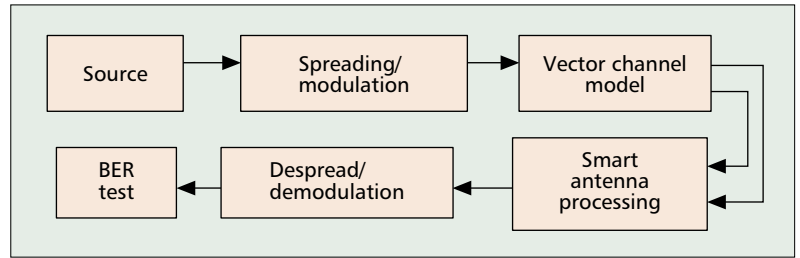 Source
Spreading/
modulation
Vector channel
model
BER
test
Despread/
demodulation
Smart
antenna
processing